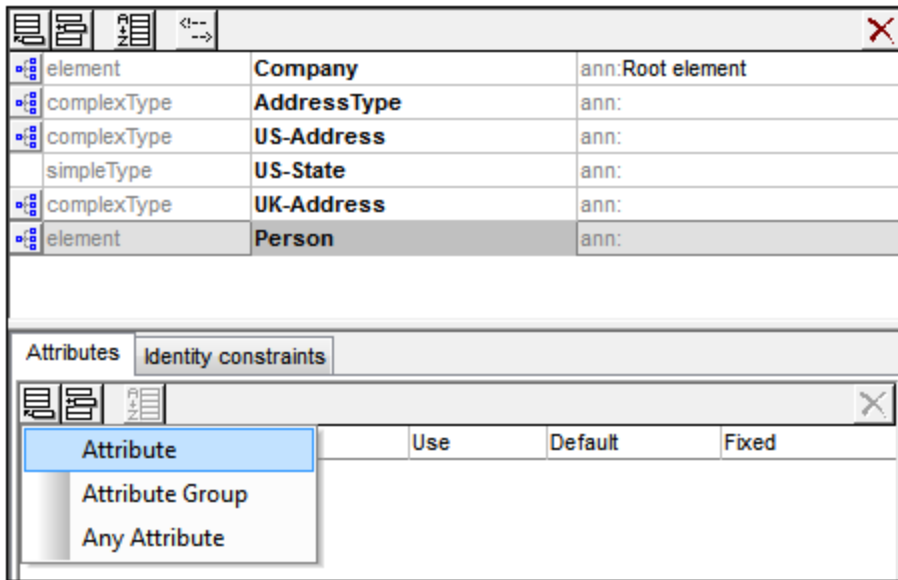 <!-- -->
element Company ann:Root element
complexType AddressType ann:
complexType US-Address ann:
simpleType US-State ann:
complexType UK-Address ann:
element Person ann:
Attributes Identity constraints
Use Default Fixed
Attribute
Attribute Group
Any Attribute